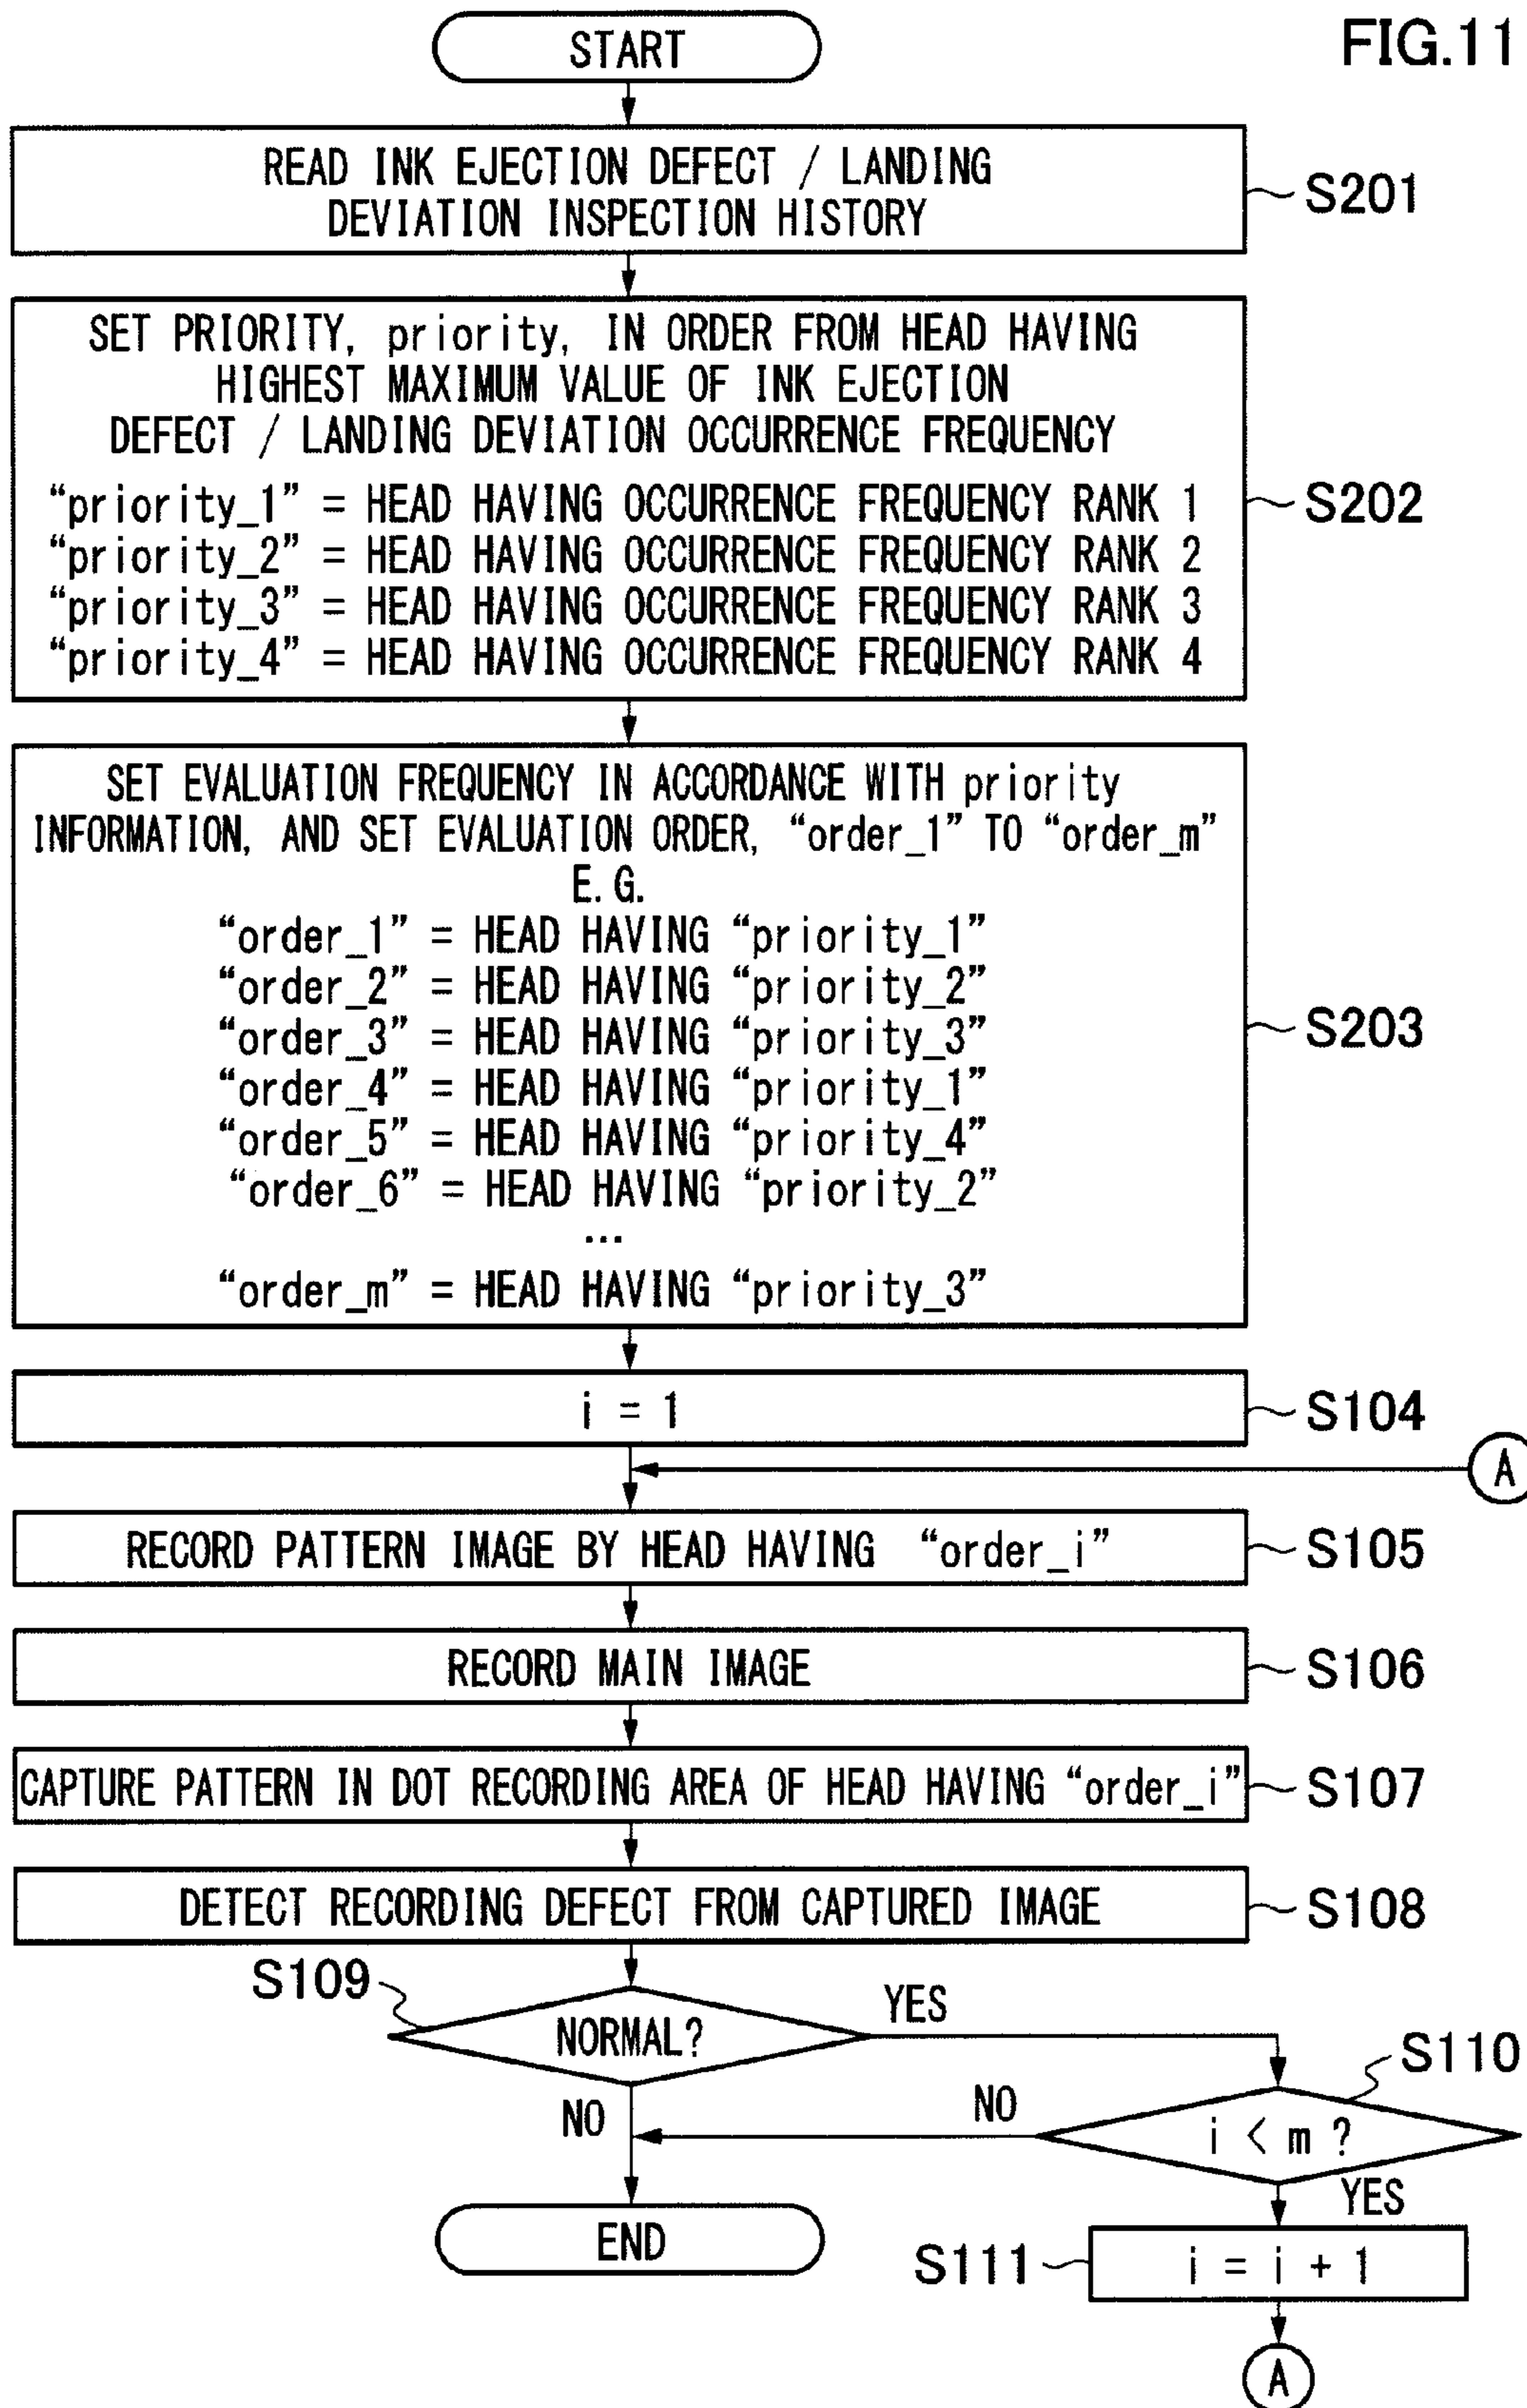 FIG.11
START
READ INK EJECTION DEFECT / LANDING
DEVIATION INSPECTION HISTORY
S201
SET PRIORITY, priority, IN ORDER FROM HEAD HAVING
HIGHEST MAXIMUM VALUE OF INK EJECTION
DEFECT / LANDING DEVIATION OCCURRENCE FREQUENCY
“priority_1” = HEAD HAVING OCCURRENCE FREQUENCY RANK 1
“priority_2” = HEAD HAVING OCCURRENCE FREQUENCY RANK 2
“priority_3” = HEAD HAVING OCCURRENCE FREQUENCY RANK 3
“priority_4” = HEAD HAVING OCCURRENCE FREQUENCY RANK 4
S202
SET EVALUATION FREQUENCY IN ACCORDANCE WITH priority
INFORMATION, AND SET EVALUATION ORDER, “order_1” TO “order_m”
E.G.
“order_1” = HEAD HAVING “priority_1”
“order_2” = HEAD HAVING “priority_2”
“order_3” = HEAD HAVING “priority_3”
“order_4” = HEAD HAVING “priority_1”
“order_5” = HEAD HAVING “priority_4”
“order_6” = HEAD HAVING “priority_2”
...
“order_m” = HEAD HAVING “priority_3”
S203
i = 1
S104
A
RECORD PATTERN IMAGE BY HEAD HAVING “order_i”
S105
RECORD MAIN IMAGE
S106
CAPTURE PATTERN IN DOT RECORDING AREA OF HEAD HAVING “order_i”
S107
DETECT RECORDING DEFECT FROM CAPTURED IMAGE
S108
S109
NORMAL?
YES
S110
NO
NO
i < m ?
YES
END
S111
i = i + 1
A